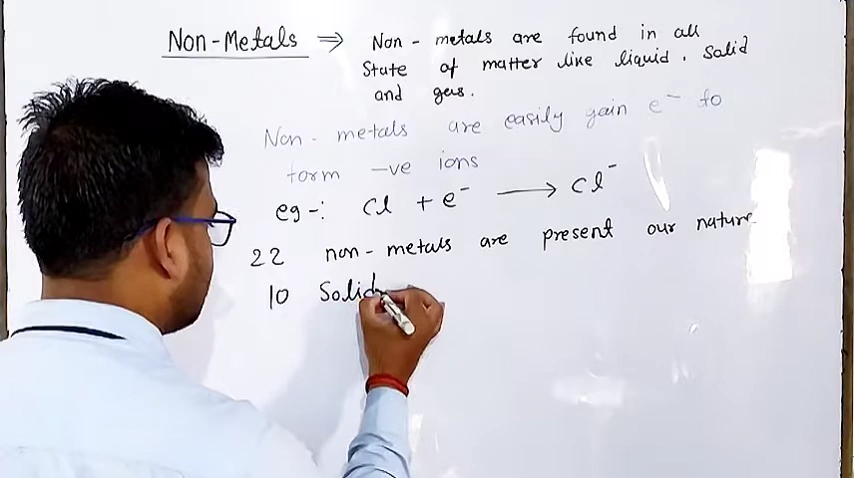 Non-Metals ⇒ Non-metals are found in all
State of matter like liquid, Solid
and gas.
Non-metals are easily gain e⁻ to
form -ve ions
eg-: Cl + e⁻ ⟶ Cl⁻
22 non-metals are present our nature
10 Solid